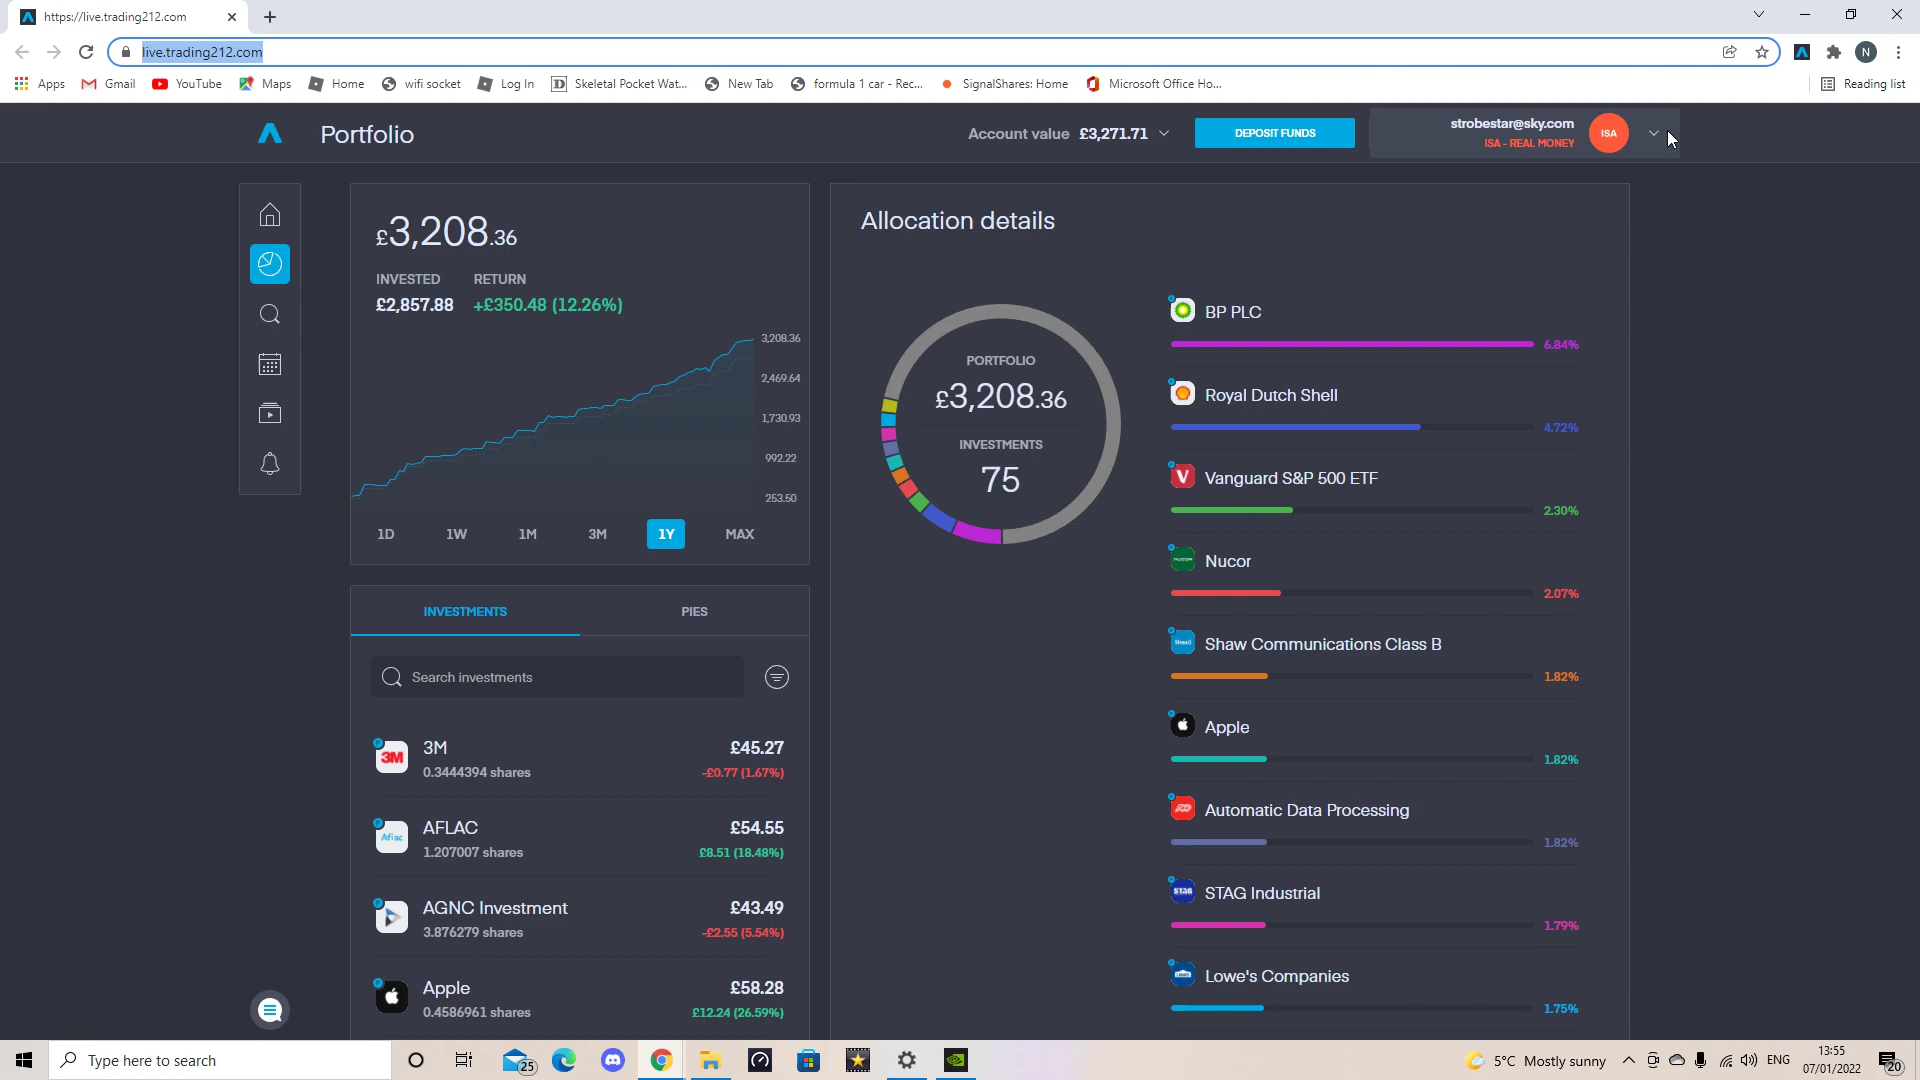 https://live.trading212.com
live.trading212.com
N
Apps
Gmail
YouTube
Maps
Home
wifi socket
Log In
Skeletal Pocket Wat...
New Tab
formula 1 car - Rec...
SignalShares: Home
Microsoft Office Ho...
Reading list
Portfolio
Account value £3,271.71
DEPOSIT FUNDS
strobestar@sky.com
ISA - REAL MONEY
ISA
£3,208.36
INVESTED RETURN
£2,857.88 +£350.48 (12.26%)
3,208.36
2,469.64
1,730.93
992.22
253.50
1D 1W 1M 3M 1Y MAX
INVESTMENTS PIES
Search investments
3M
3M £45.27
0.3444394 shares -£0.77 (1.67%)
Aflac
AFLAC £54.55
1.207007 shares £8.51 (18.48%)
AGNC Investment £43.49
3.876279 shares -£2.55 (5.54%)
Apple £58.28
0.4586961 shares £12.24 (26.59%)
Allocation details
PORTFOLIO
£3,208.36
INVESTMENTS
75
BP PLC
6.84%
Royal Dutch Shell
4.72%
V
Vanguard S&P 500 ETF
2.30%
NUCOR
Nucor
2.07%
Shaw
Shaw Communications Class B
1.82%
Apple
1.82%
ADP
Automatic Data Processing
1.82%
STAG
STAG Industrial
1.79%
Lowe's Companies
1.75%
Type here to search
25
5°C Mostly sunny
ENG
13:55
07/01/2022
20